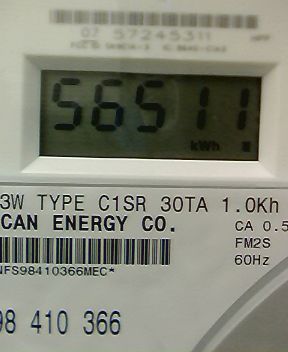 07 57245311
56511
kWh
3W TYPE C1SR 30TA 1.0Kh
CAN ENERGY CO.
CA 0.5
FM2S
60Hz
NFS98410366MEC*
98 410 366